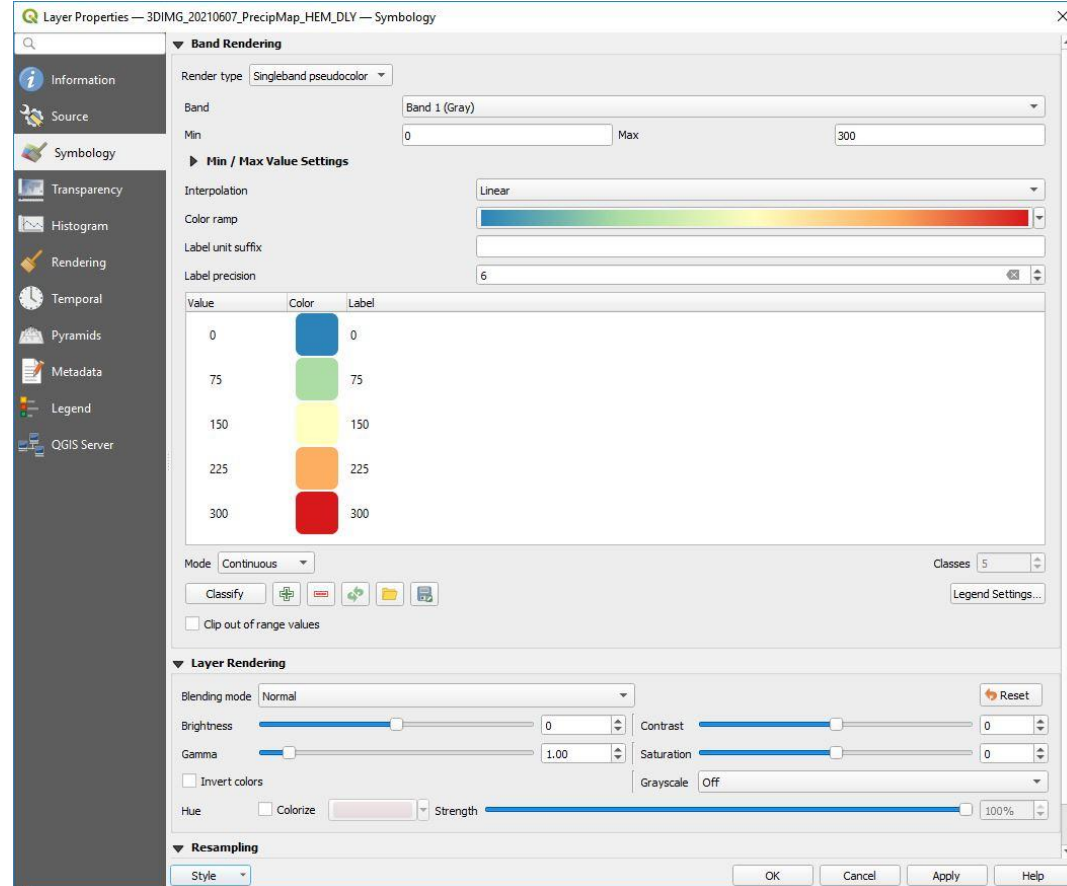 Layer Properties — 3DIMG_20210607_PrecipMap_HEM_DLY — Symbology
Information
Source
Symbology
Transparency
Histogram
Rendering
Temporal
Pyramids
Metadata
Legend
QGIS Server
Band Rendering
Render type Singleband pseudocolor
Band Band 1 (Gray)
Min 0 Max 300
Min / Max Value Settings
Interpolation Linear
Color ramp
Label unit suffix
Label precision 6
Value Color Label
0 0
75 75
150 150
225 225
300 300
Mode Continuous Classes 5
Classify Legend Settings...
Clip out of range values
Layer Rendering
Blending mode Normal Reset
Brightness 0 Contrast 0
Gamma 1.00 Saturation 0
Invert colors Grayscale Off
Hue Colorize Strength 100%
Resampling
Style OK Cancel Apply Help